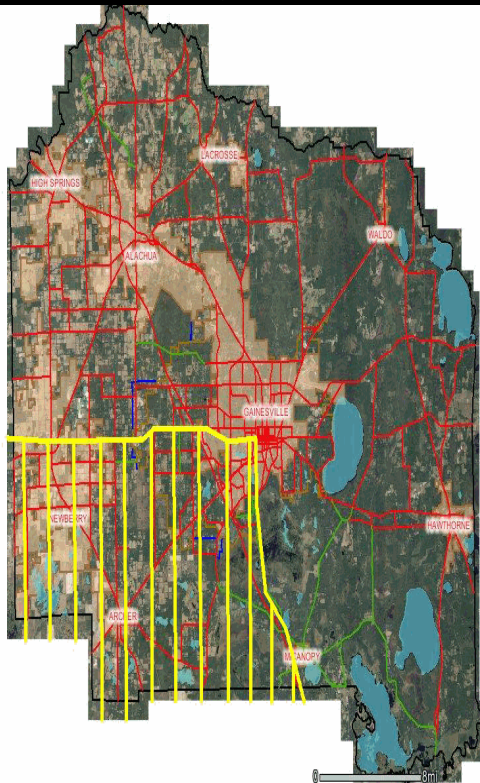 LACROSSE
HIGH SPRINGS
WALDO
ALACHUA
GAINESVILLE
NEWBERRY
HAWTHORNE
ARCHER
MICANOPY
0 8mi